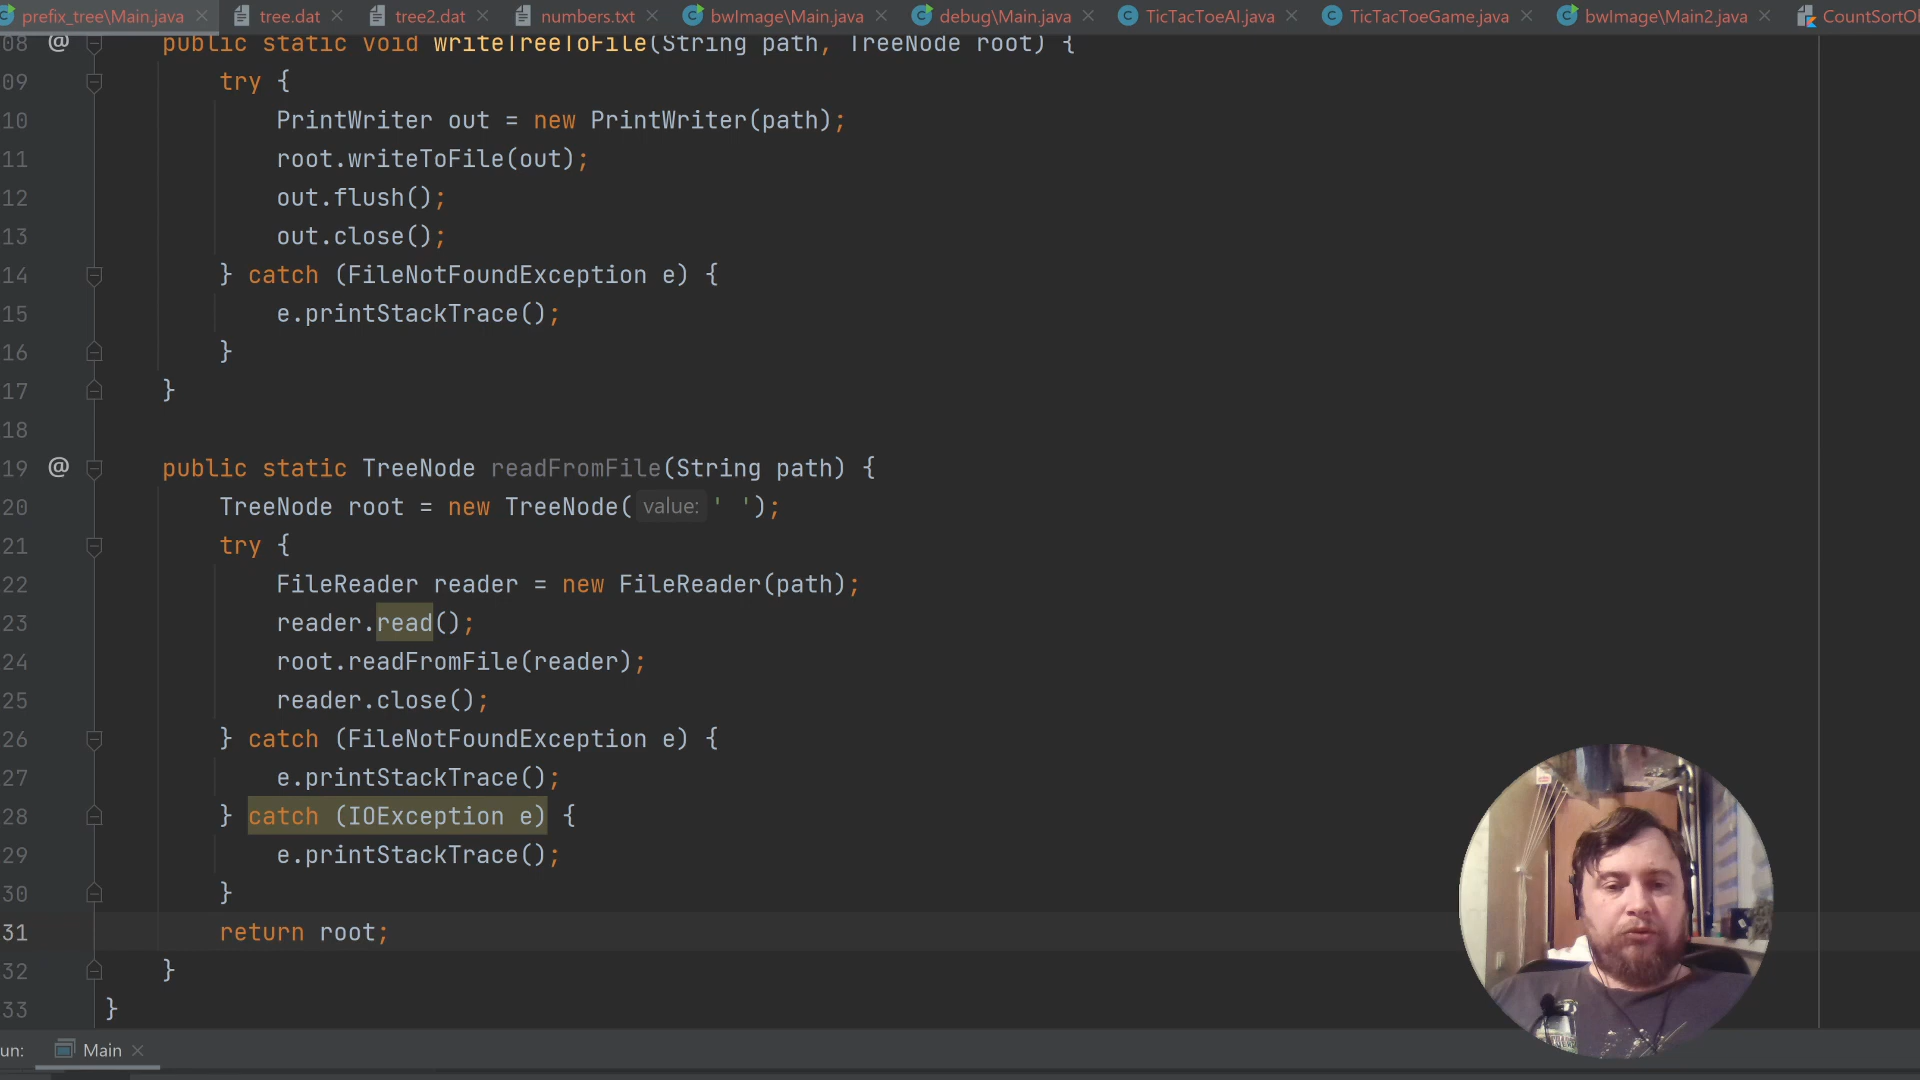 prefix_tree\Main.java tree.dat tree2.dat numbers.txt bwImage\Main.java debug\Main.java TicTacToeAI.java TicTacToeGame.java bwImage\Main2.java
08 @ public static void writeTreeToFile(String path, TreeNode root) {
09 try {
10 PrintWriter out = new PrintWriter(path);
11 root.writeToFile(out);
12 out.flush();
13 out.close();
14 } catch (FileNotFoundException e) {
15 e.printStackTrace();
16 }
17 }
18
19 @ public static TreeNode readFromFile(String path) {
20 TreeNode root = new TreeNode( value: ' ');
21 try {
22 FileReader reader = new FileReader(path);
23 reader.read();
24 root.readFromFile(reader);
25 reader.close();
26 } catch (FileNotFoundException e) {
27 e.printStackTrace();
28 } catch (IOException e) {
29 e.printStackTrace();
30 }
31 return root;
32 }
33 }
un: Main